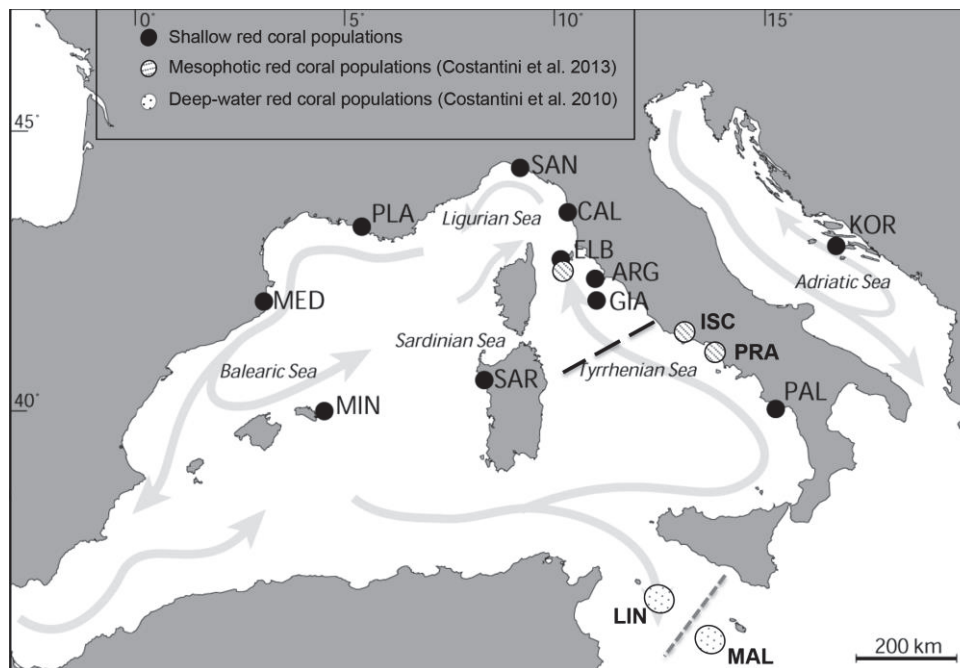 0°
5°
10°
15°
Shallow red coral populations
Mesophotic red coral populations (Costantini et al. 2013)
Deep-water red coral populations (Costantini et al. 2010)
45°
SAN
PLA
Ligurian Sea
CAL
KOR
ELB
ARG
Adriatic Sea
MED
GIA
ISC
Sardinian Sea
PRA
Balearic Sea
SAR
Tyrrhenian Sea
MIN
PAL
40°
LIN
MAL
200 km